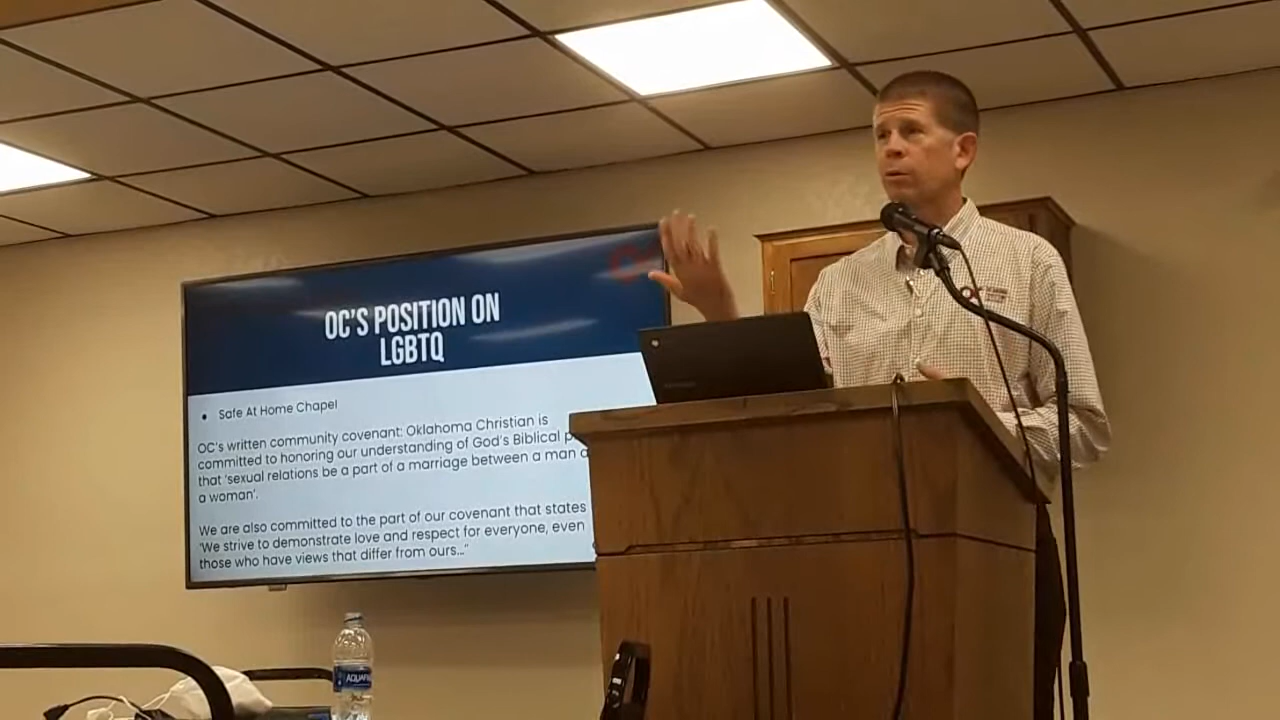 OC'S POSITION ON
LGBTQ
• Safe At Home Chapel
OC's written community covenant: Oklahoma Christian is
committed to honoring our understanding of God's Biblical
that 'sexual relations be a part of a marriage between a man
a woman'.
We are also committed to the part of our covenant that states
'We strive to demonstrate love and respect for everyone, even
those who have views that differ from ours..."